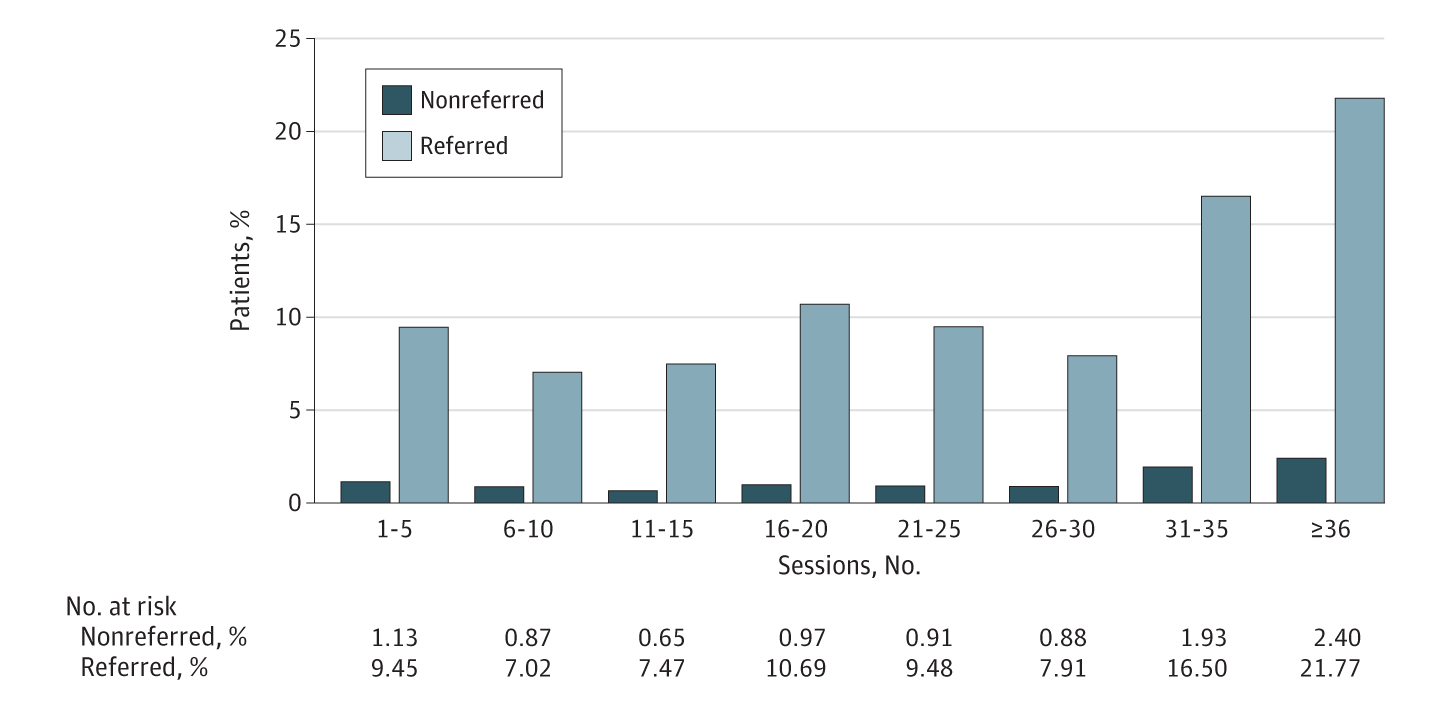 25
20
15
10
5
0
Patients, %
Nonreferred
Referred
1-5 6-10 11-15 16-20 21-25 26-30 31-35 ≥36
Sessions, No.
No. at risk
Nonreferred, % 1.13 0.87 0.65 0.97 0.91 0.88 1.93 2.40
Referred, % 9.45 7.02 7.47 10.69 9.48 7.91 16.50 21.77